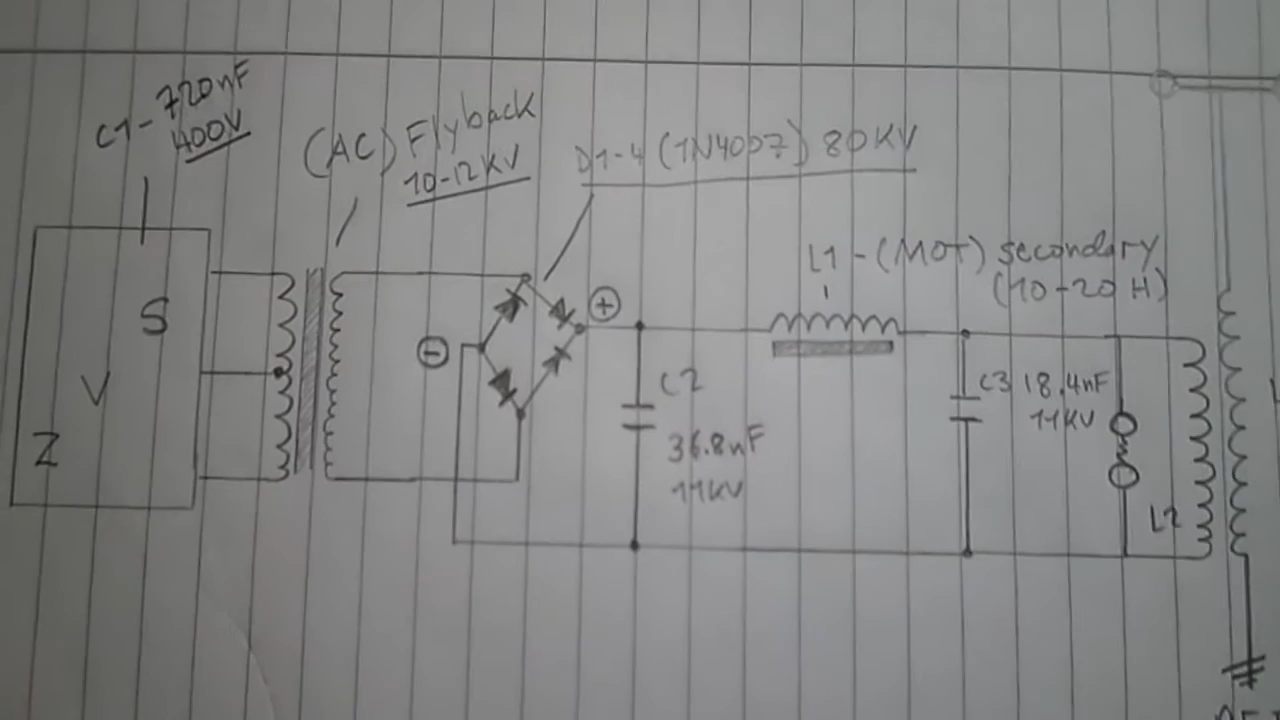 C1-720nF
400V
(AC) Flyback
10-12KV
D1-4 (1N4007) 80KV
L1-(MOT) secondary
(10-20H)
S
V
Z
+
-
C2
36.8nF
11KV
C3 18.4nF
11KV
L2